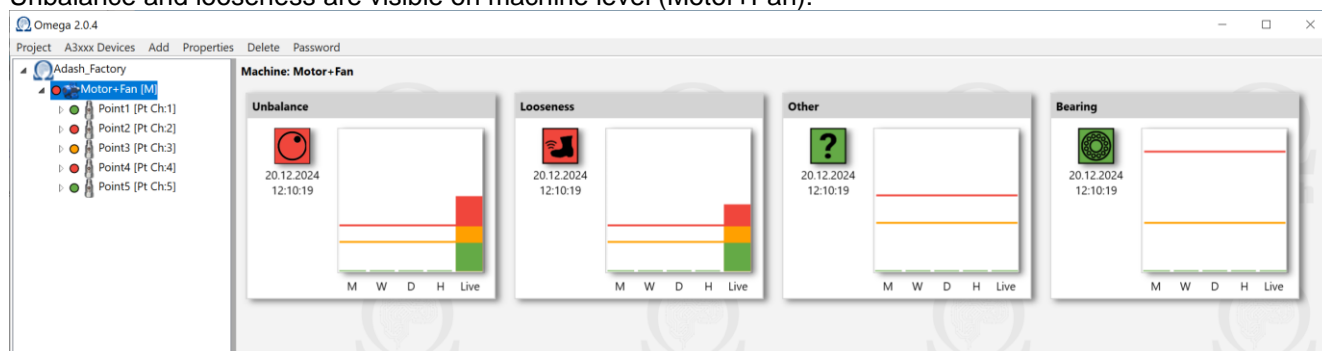 Unbalance and looseness are visible on machine level (Motor+Fan).
Omega 2.0.4
Project A3xxx Devices Add Properties Delete Password
Adash_Factory
Motor+Fan [M]
Point1 [Pt Ch:1]
Point2 [Pt Ch:2]
Point3 [Pt Ch:3]
Point4 [Pt Ch:4]
Point5 [Pt Ch:5]
Machine: Motor+Fan
Unbalance
20.12.2024
12:10:19
M W D H Live
Looseness
20.12.2024
12:10:19
M W D H Live
Other
?
20.12.2024
12:10:19
M W D H Live
Bearing
20.12.2024
12:10:19
M W D H Live